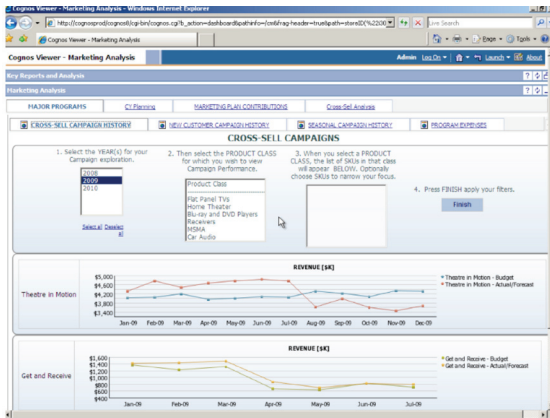 Cognos Viewer - Marketing Analysis - Windows Internet Explorer
Live Search
Cognos Viewer - Marketing Analysis
Page
Tools
Cognos Viewer - Marketing Analysis
Admin Log On Launch About
Key Reports and Analysis
Marketing Analysis
MAJOR PROGRAMS CY Planning MARKETING PLAN CONTRIBUTIONS Cross-Sell Analysis
CROSS-SELL CAMPAIGN HISTORY NEW CUSTOMER CAMPAIGN HISTORY SEASONAL CAMPAIGN HISTORY PROGRAM EXPENSES
CROSS-SELL CAMPAIGNS
1. Select the YEAR(s) for your
Campaign exploration.
2008
2009
2010
Select all Deselect
all
2. Then select the PRODUCT CLASS
for which you wish to view
Campaign Performance.
Product Class
Flat Panel TVs
Home Theater
Blu-ray and DVD Players
Receivers
MSMA
Car Audio
3. When you select a PRODUCT
CLASS, the list of SKUs in that class
will appear BELOW. Optionally
choose SKUs to narrow your focus.
4. Press FINISH apply your filters.
Finish
REVENUE [$K]
Theatre in Motion
$5,000
$4,600
$4,200
$3,800
$3,400
Jan-09 Feb-09 Mar-09 Apr-09 May-09 Jun-09 Jul-09 Aug-09 Sep-09 Oct-09 Nov-09 Dec-09
Theatre in Motion - Budget
Theatre in Motion - Actual/Forecast
REVENUE [$K]
Get and Receive
$1,600
$1,400
$1,200
$1,000
$800
$600
$400
Jan-09 Feb-09 Mar-09 Apr-09 May-09 Jun-09 Jul-09
Get and Receive - Budget
Get and Receive - Actual/Forecast